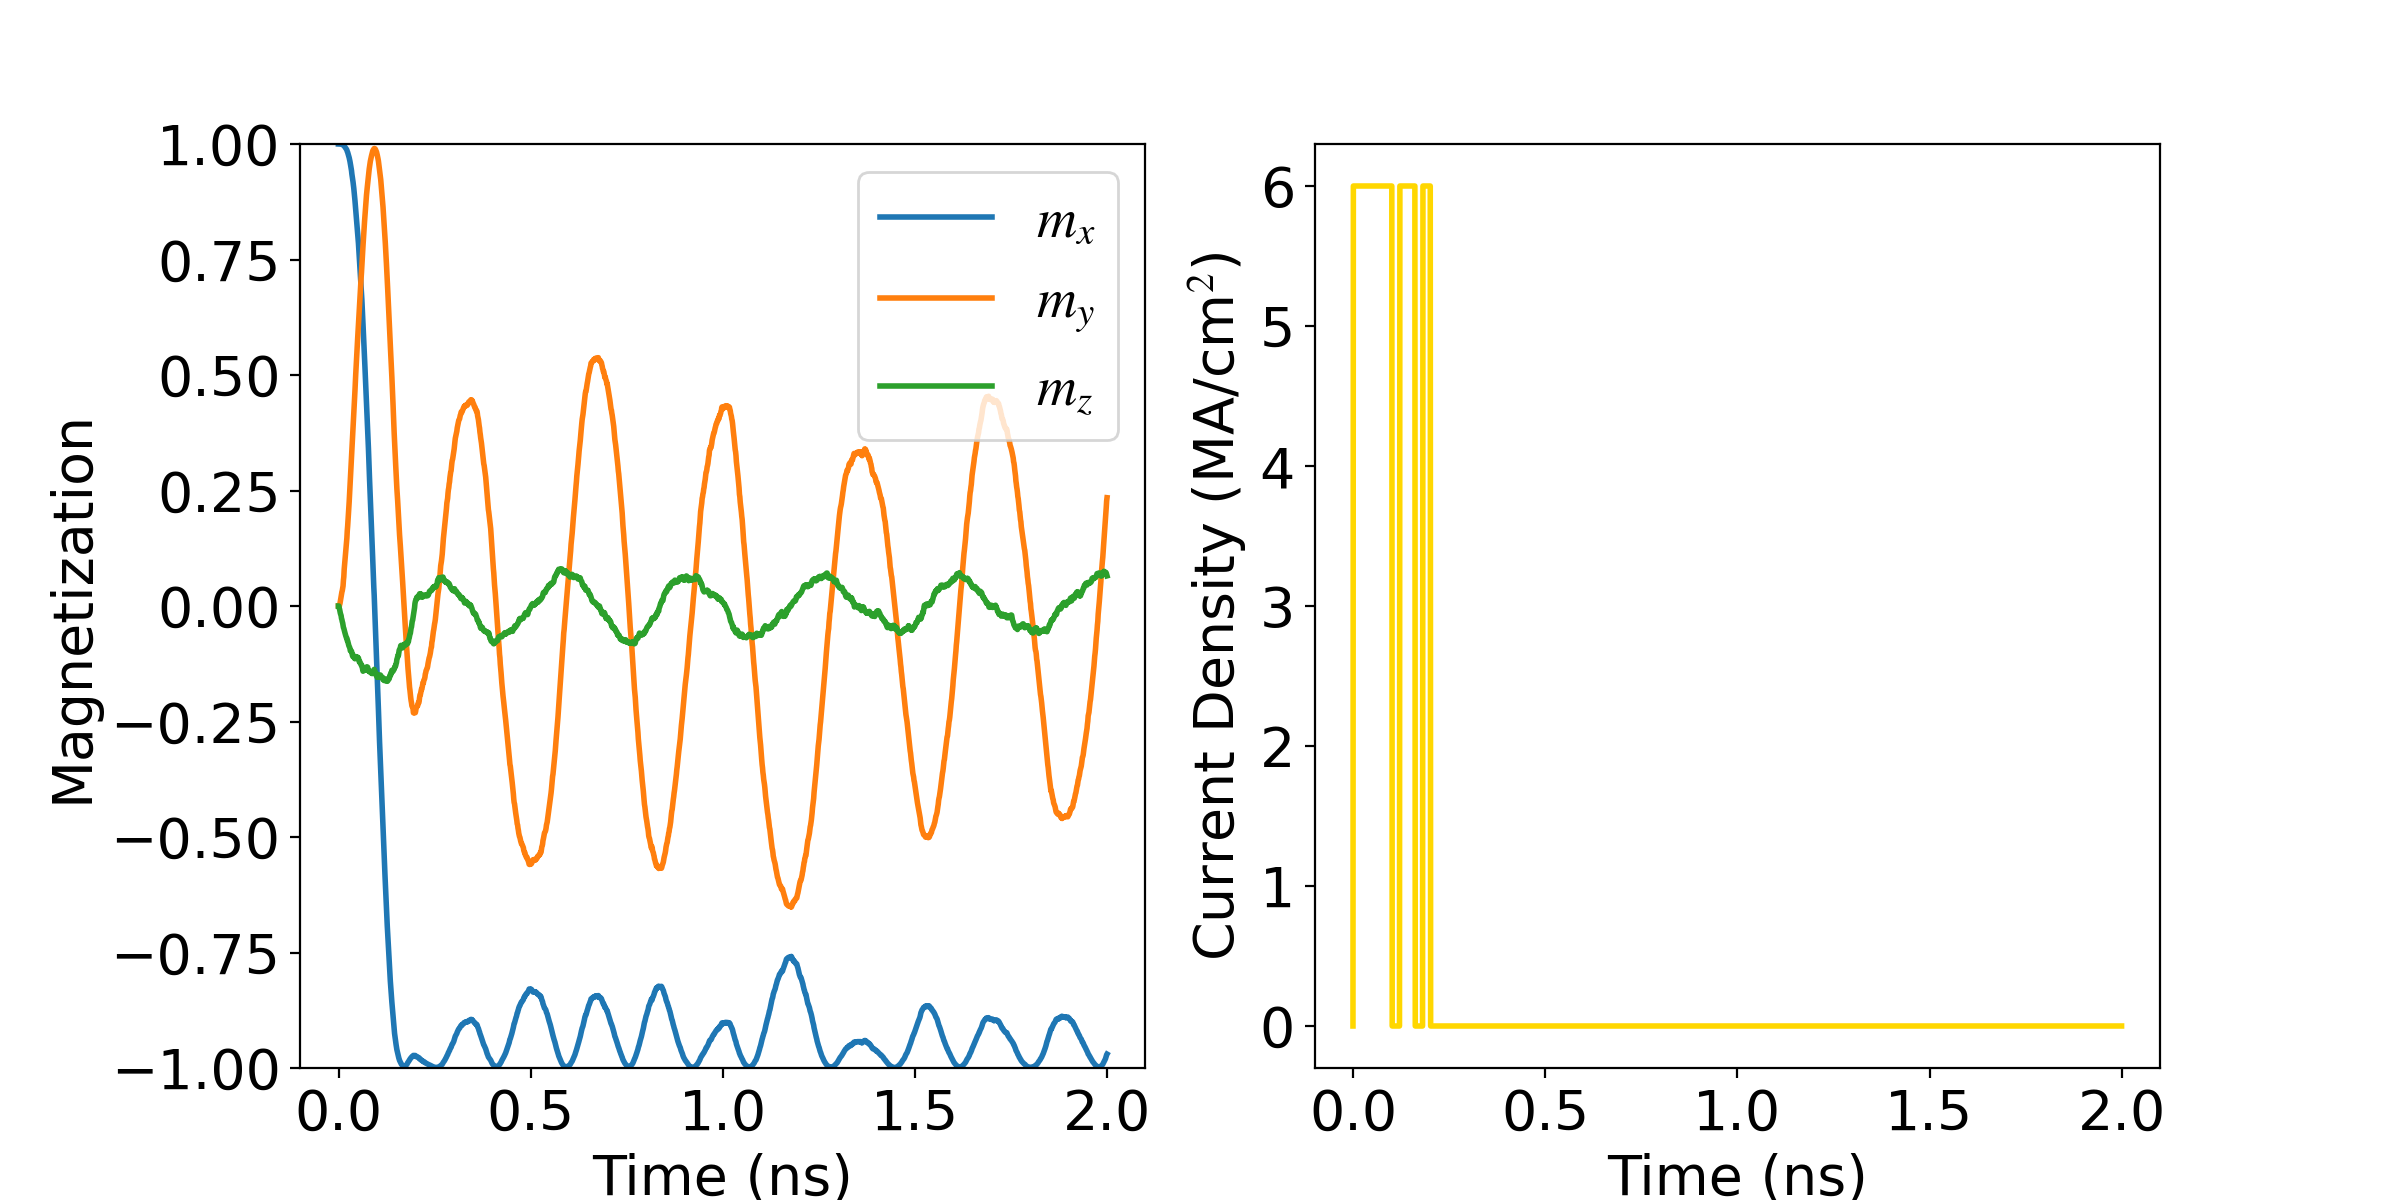 Magnetization
1.00
0.75
0.50
0.25
0.00
−0.25
−0.50
−0.75
−1.00
0.0 0.5 1.0 1.5 2.0
Time (ns)
mₓ
m_y
m_z
Current Density (MA/cm²)
6
5
4
3
2
1
0
0.0 0.5 1.0 1.5 2.0
Time (ns)